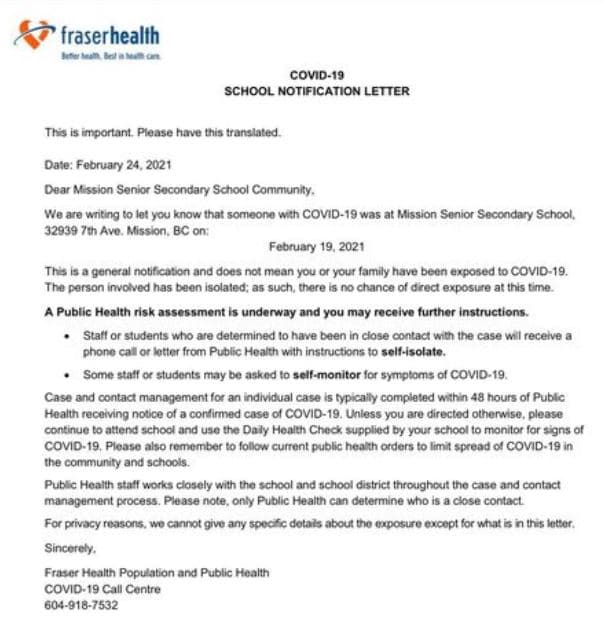 fraserhealth
Better health. Best in health care.
COVID-19
SCHOOL NOTIFICATION LETTER
This is important. Please have this translated.
Date: February 24, 2021
Dear Mission Senior Secondary School Community,
We are writing to let you know that someone with COVID-19 was at Mission Senior Secondary School,
32939 7th Ave. Mission, BC on:
February 19, 2021
This is a general notification and does not mean you or your family have been exposed to COVID-19.
The person involved has been isolated; as such, there is no chance of direct exposure at this time.
A Public Health risk assessment is underway and you may receive further instructions.
• Staff or students who are determined to have been in close contact with the case will receive a
phone call or letter from Public Health with instructions to self-isolate.
• Some staff or students may be asked to self-monitor for symptoms of COVID-19.
Case and contact management for an individual case is typically completed within 48 hours of Public
Health receiving notice of a confirmed case of COVID-19. Unless you are directed otherwise, please
continue to attend school and use the Daily Health Check supplied by your school to monitor for signs of
COVID-19. Please also remember to follow current public health orders to limit spread of COVID-19 in
the community and schools.
Public Health staff works closely with the school and school district throughout the case and contact
management process. Please note, only Public Health can determine who is a close contact.
For privacy reasons, we cannot give any specific details about the exposure except for what is in this letter.
Sincerely,
Fraser Health Population and Public Health
COVID-19 Call Centre
604-918-7532